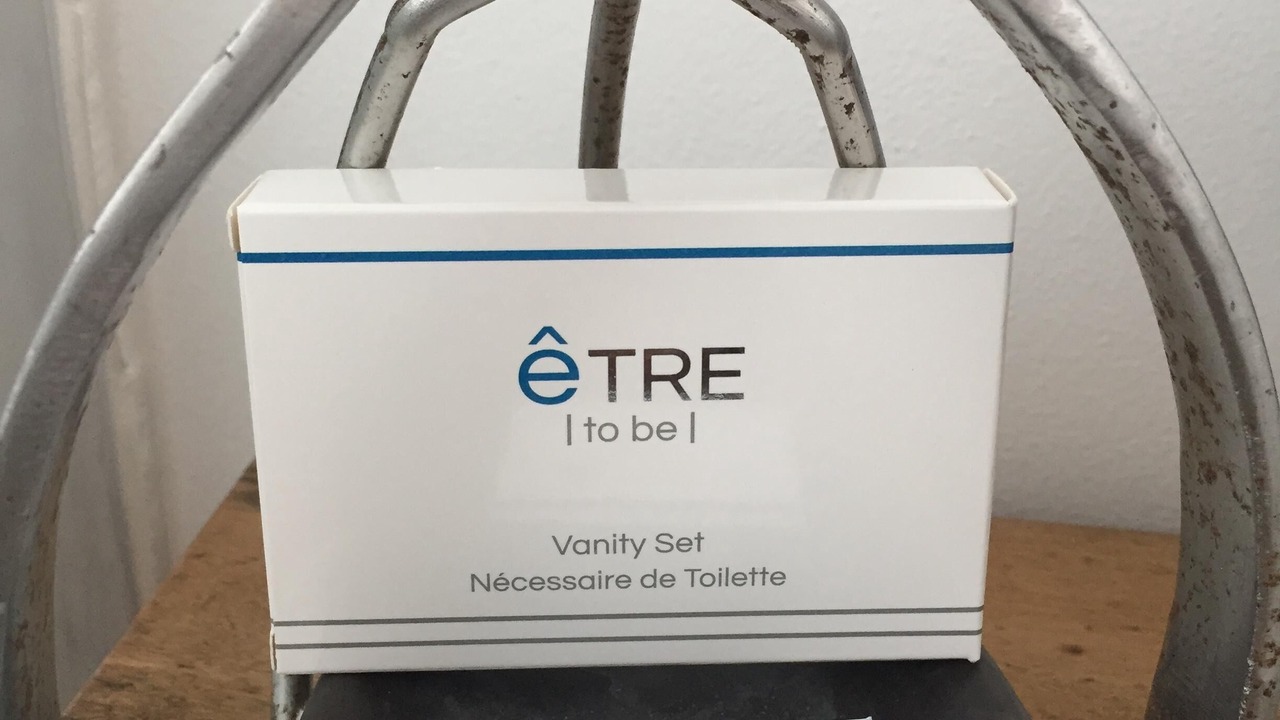 êTRE
| to be |
Vanity Set
Nécessaire de Toilette